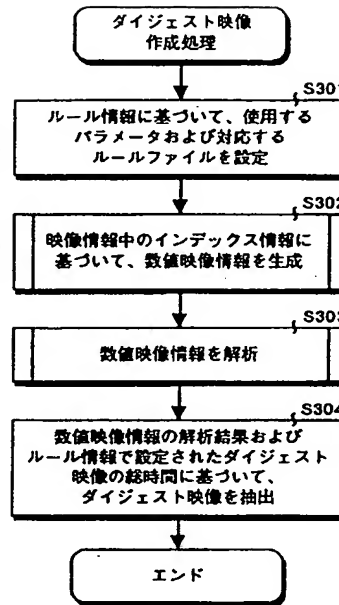 ダイジェスト映像
作成処理
S301
ルール情報に基づいて、使用する
パラメータおよび対応する
ルールファイルを設定
S302
映像情報中のインデックス情報に
基づいて、数値映像情報を生成
S303
数値映像情報を解析
S304
数値映像情報の解析結果および
ルール情報で設定されたダイジェスト
映像の総時間に基づいて、
ダイジェスト映像を抽出
エンド